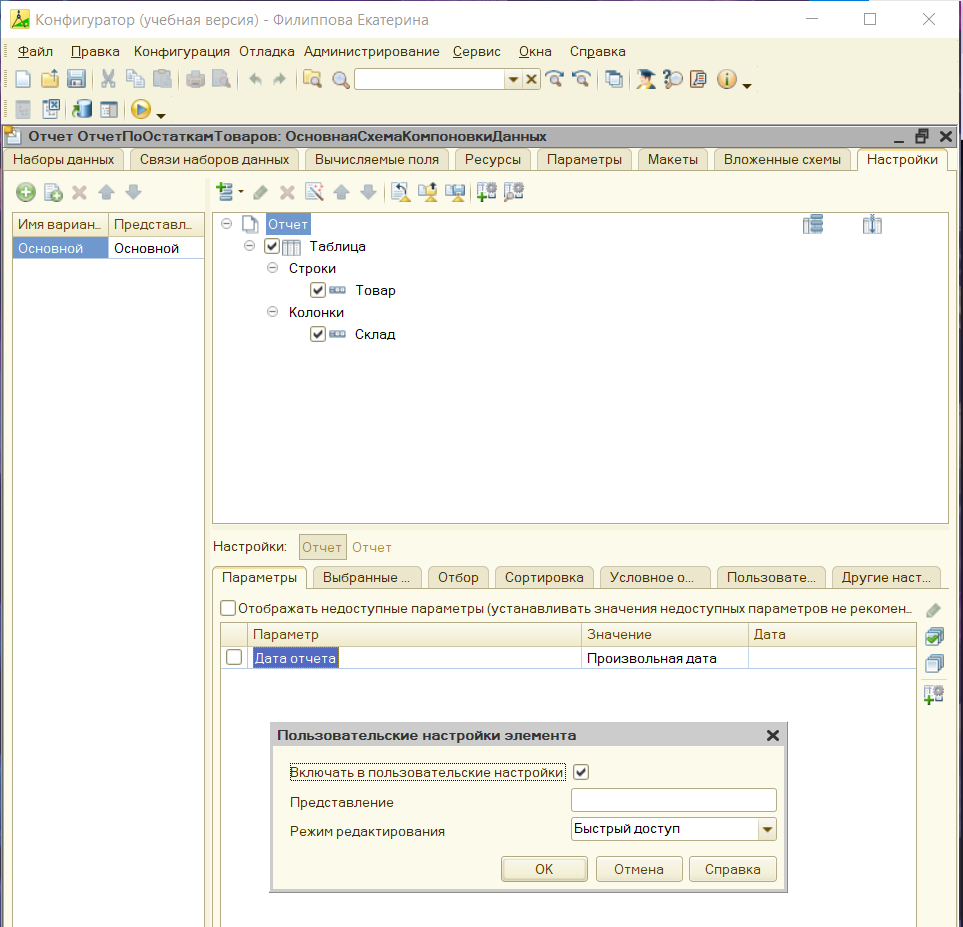 Конфигуратор (учебная версия) - Филиппова Екатерина
Файл Правка Конфигурация Отладка Администрирование Сервис Окна Справка
Отчет ОтчетПоОстаткамТоваров: ОсновнаяСхемаКомпоновкиДанных
Наборы данных Связи наборов данных Вычисляемые поля Ресурсы Параметры Макеты Вложенные схемы Настройки
Имя вариан... Представл...
Основной Основной
Отчет
Таблица
Строки
Товар
Колонки
Склад
Настройки: Отчет Отчет
Параметры Выбранные ... Отбор Сортировка Условное о... Пользовате... Другие наст...
Отображать недоступные параметры (устанавливать значения недоступных параметров не рекомен...
Параметр Значение Дата
Дата отчета Произвольная дата
Пользовательские настройки элемента
Включать в пользовательские настройки
Представление
Режим редактирования Быстрый доступ
OK Отмена Справка